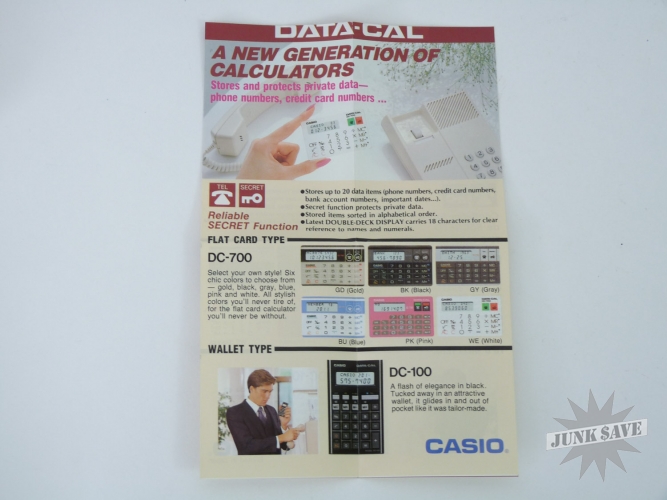 DATA-CAL
A NEW GENERATION OF
CALCULATORS
Stores and protects private data—
phone numbers, credit card numbers ...
TEL
SECRET
Reliable
SECRET Function
●Stores up to 20 data items (phone numbers, credit card numbers,
bank account numbers, important dates...).
●Secret function protects private data.
●Stored items sorted in alphabetical order.
●Latest DOUBLE-DECK DISPLAY carries 18 characters for clear
reference to names and numerals.
FLAT CARD TYPE
DC-700
Select your own style! Six
chic colors to choose from
— gold, black, gray, blue,
pink and white. All stylish
colors you'll never tire of,
for the flat card calculator
you'll never be without.
GD (Gold)
BK (Black)
GY (Gray)
BU (Blue)
PK (Pink)
WE (White)
WALLET TYPE
575-7400
DC-100
A flash of elegance in black.
Tucked away in an attractive
wallet, it glides in and out of
pocket like it was tailor-made.
CASIO
JUNK SAVE